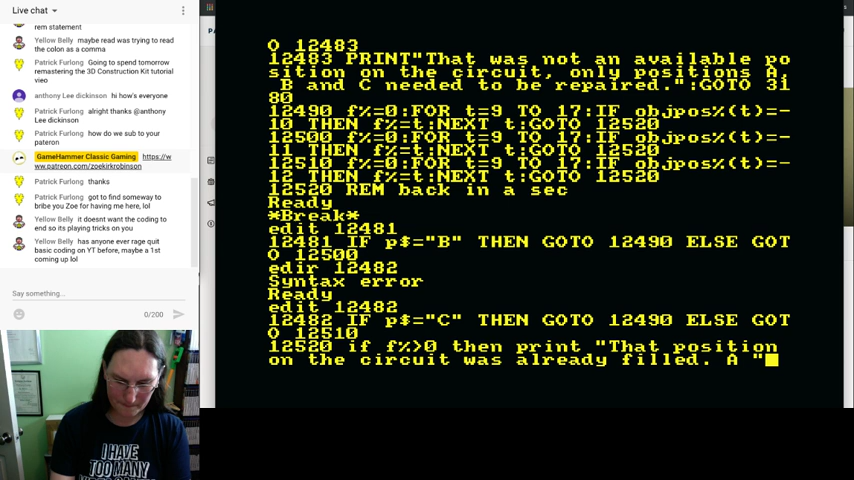 Live chat
rem statement
Yellow Belly maybe read was trying to
read the colon as a comma
Patrick Furlong Going to spend tomorrow
remastering the 3D Construction Kit tutorial
vieo
anthony Lee dickinson hi how's everyone
Patrick Furlong alright thanks @anthony
Lee dickinson
Patrick Furlong how do we sub to your
pateron
GameHammer Classic Gaming https://w
ww.patreon.com/zoekirkrobinson
Patrick Furlong thanks
Patrick Furlong got to find someway to
bribe you Zoe for having me here, lol
Yellow Belly it doesnt want the coding to
end so its playing tricks on you
Yellow Belly has anyone ever rage quit
basic coding on YT before, maybe a 1st
coming up lol
Say something...
0/200
O 12483
12483 PRINT"That was not an available po
sition on the circuit, only positions A,
B and C needed to be repaired.":GOTO 31
80
12490 f%=0:FOR t=9 TO 17:IF objpos%(t)=-
10 THEN f%=t:NEXT t:GOTO 12520
12500 f%=0:FOR t=9 TO 17:IF objpos%(t)=-
11 THEN f%=t:NEXT t:GOTO 12520
12510 f%=0:FOR t=9 TO 17:IF objpos%(t)=-
12 THEN f%=t:NEXT t:GOTO 12520
12520 REM back in a sec
Ready
*Break*
edit 12481
12481 IF p$="B" THEN GOTO 12490 ELSE GOT
O 12500
edir 12482
Syntax error
Ready
edit 12482
12482 IF p$="C" THEN GOTO 12490 ELSE GOT
O 12510
12520 if f%>0 then print "That position
on the circuit was already filled. A "
I HAVE
TOO MANY